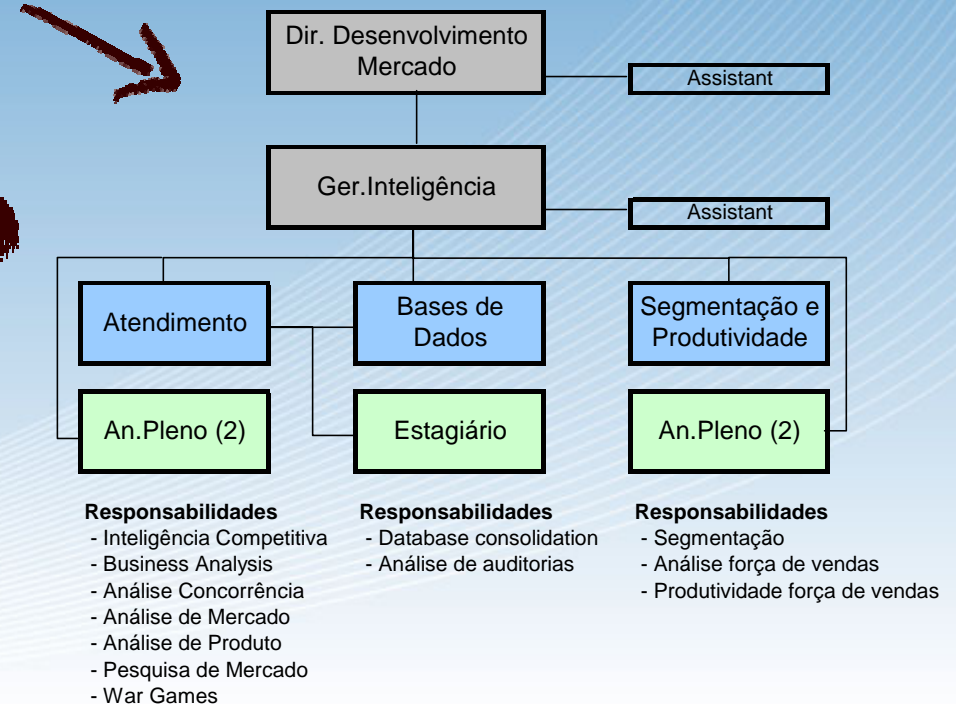 Dir. Desenvolvimento
Mercado
Assistant
Ger.Inteligência
Assistant
Atendimento
Bases de
Dados
Segmentação e
Produtividade
An.Pleno (2)
Estagiário
An.Pleno (2)
Responsabilidades
- Inteligência Competitiva
- Business Analysis
- Análise Concorrência
- Análise de Mercado
- Análise de Produto
- Pesquisa de Mercado
- War Games
Responsabilidades
- Database consolidation
- Análise de auditorias
Responsabilidades
- Segmentação
- Análise força de vendas
- Produtividade força de vendas